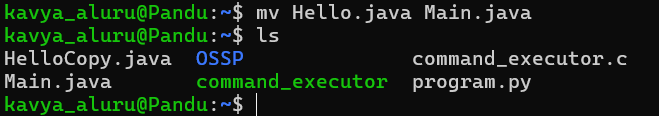 kavya_aluru@Pandu:~$ mv Hello.java Main.java
kavya_aluru@Pandu:~$ ls
HelloCopy.java  OSSP              command_executor.c
Main.java       command_executor  program.py
kavya_aluru@Pandu:~$